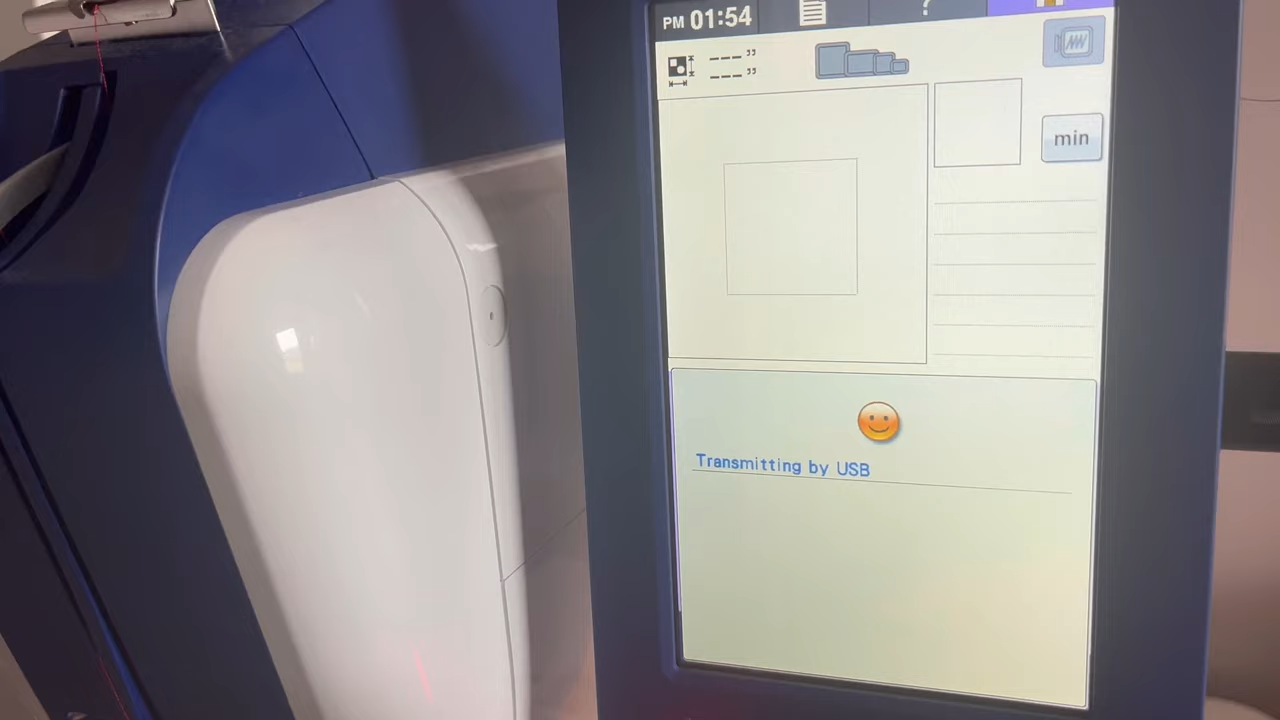 PM 01:54
?
--- "
--- "
min
Transmitting by USB